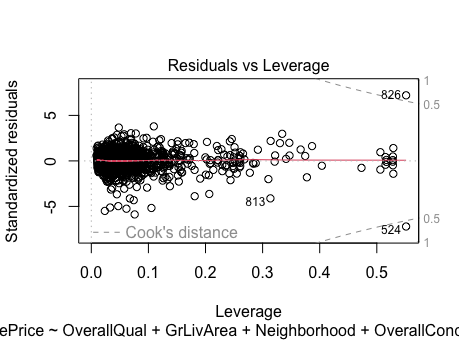 Residuals vs Leverage
Standardized residuals
5
0
-5
1
0.5
0.5
1
826
813
524
Cook's distance
0.0 0.1 0.2 0.3 0.4 0.5
Leverage
ePrice ~ OverallQual + GrLivArea + Neighborhood + OverallCond